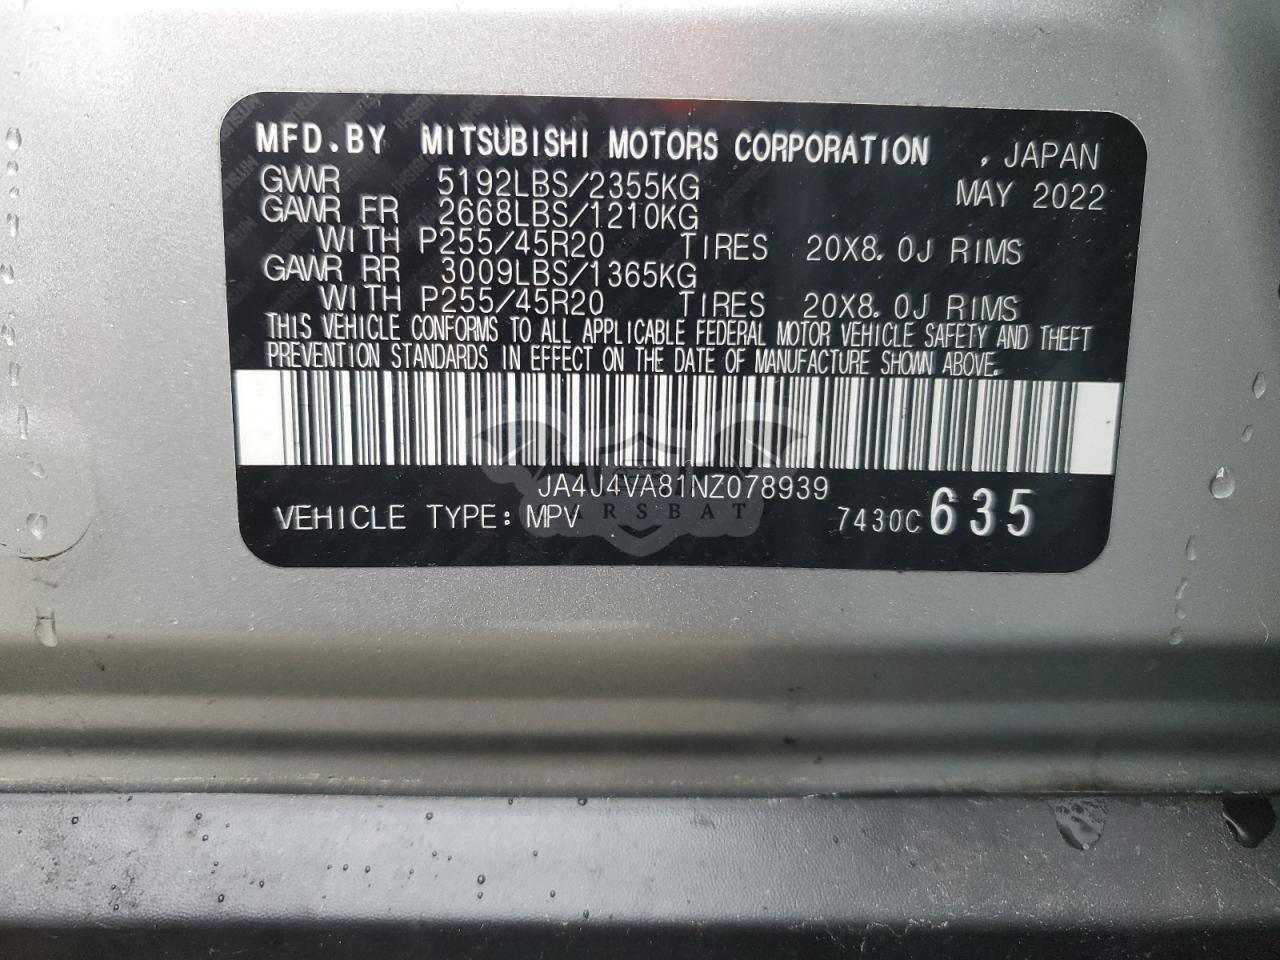 MFD.BY MITSUBISHI MOTORS CORPORATION , JAPAN
GWWR 5192LBS/2355KG MAY 2022
GAWR FR 2668LBS/1210KG
WITH P255/45R20 TIRES 20X8.0J RIMS
GAWR RR 3009LBS/1365KG
WITH P255/45R20 TIRES 20X8.0J RIMS
THIS VEHICLE CONFORMS TO ALL APPLICABLE FEDERAL MOTOR VEHICLE SAFETY AND THEFT
PREVENTION STANDARDS IN EFFECT ON THE DATE OF MANUFACTURE SHOWN ABOVE.
JA4J4VA81NZ078939
VEHICLE TYPE: MPV 7430C 635